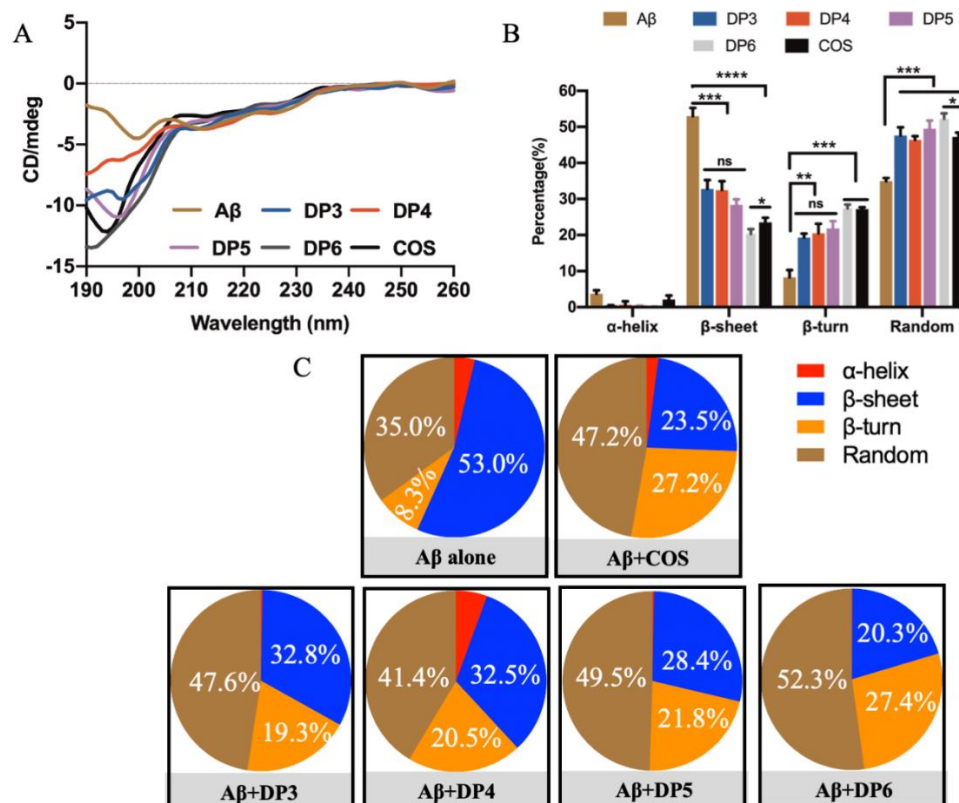 A
CD/mdeg
5
0
-5
-10
-15
Aβ DP3 DP4
DP5 DP6 COS
190 200 210 220 230 240 250 260
Wavelength (nm)
B
Aβ DP3 DP4 DP5
DP6 COS
Percentage(%)
60
50
40
30
20
10
0
****
***
ns
*
***
**
ns
***
*
α-helix β-sheet β-turn Random
C
α-helix
β-sheet
β-turn
Random
35.0% 53.0% 8.3%
Aβ alone
47.2% 23.5% 27.2%
Aβ+COS
47.6% 32.8% 19.3%
Aβ+DP3
41.4% 32.5% 20.5%
Aβ+DP4
49.5% 28.4% 21.8%
Aβ+DP5
52.3% 20.3% 27.4%
Aβ+DP6